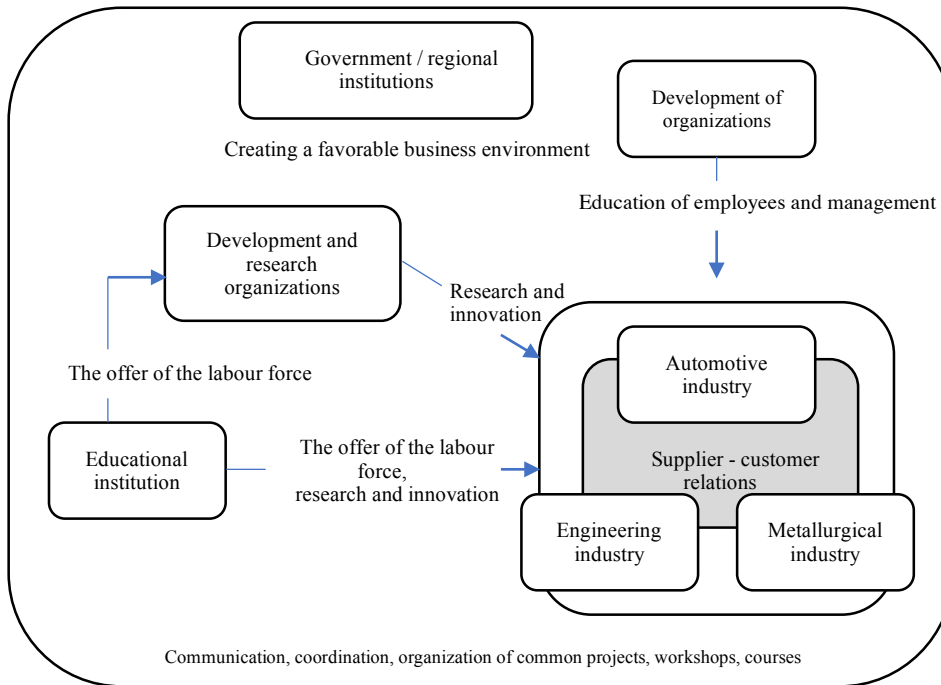 Government / regional
institutions
Development of
organizations
Creating a favorable business environment
Education of employees and management
Development and
research
organizations
Research and
innovation
The offer of the labour force
Automotive
industry
Educational
institution
The offer of the labour
force,
research and innovation
Supplier - customer
relations
Engineering
industry
Metallurgical
industry
Communication, coordination, organization of common projects, workshops, courses